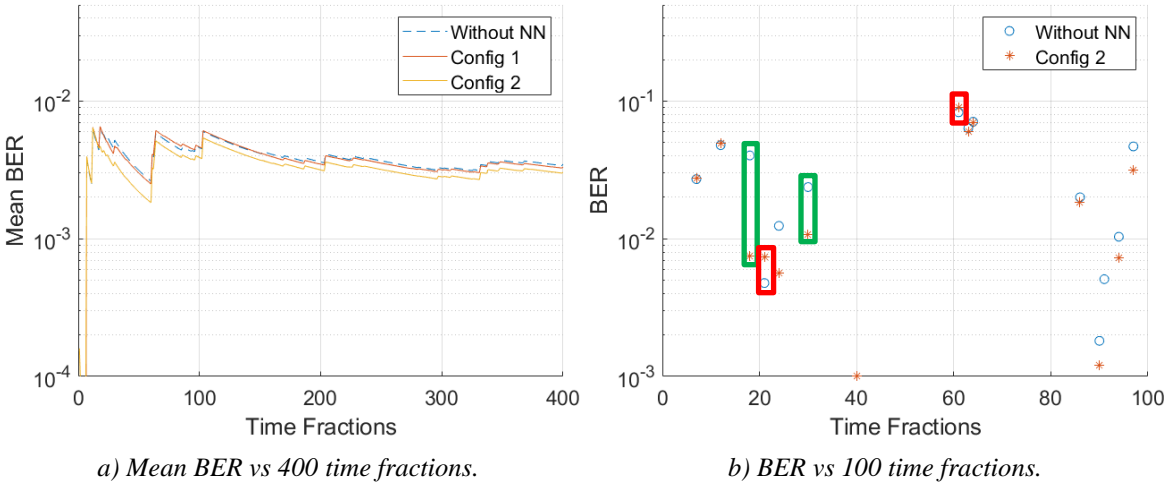 Without NN
Config 1
Config 2
Mean BER
10^-2
10^-3
10^-4
0 100 200 300 400
Time Fractions
a) Mean BER vs 400 time fractions.
Without NN
Config 2
BER
10^-1
10^-2
10^-3
0 20 40 60 80 100
Time Fractions
b) BER vs 100 time fractions.